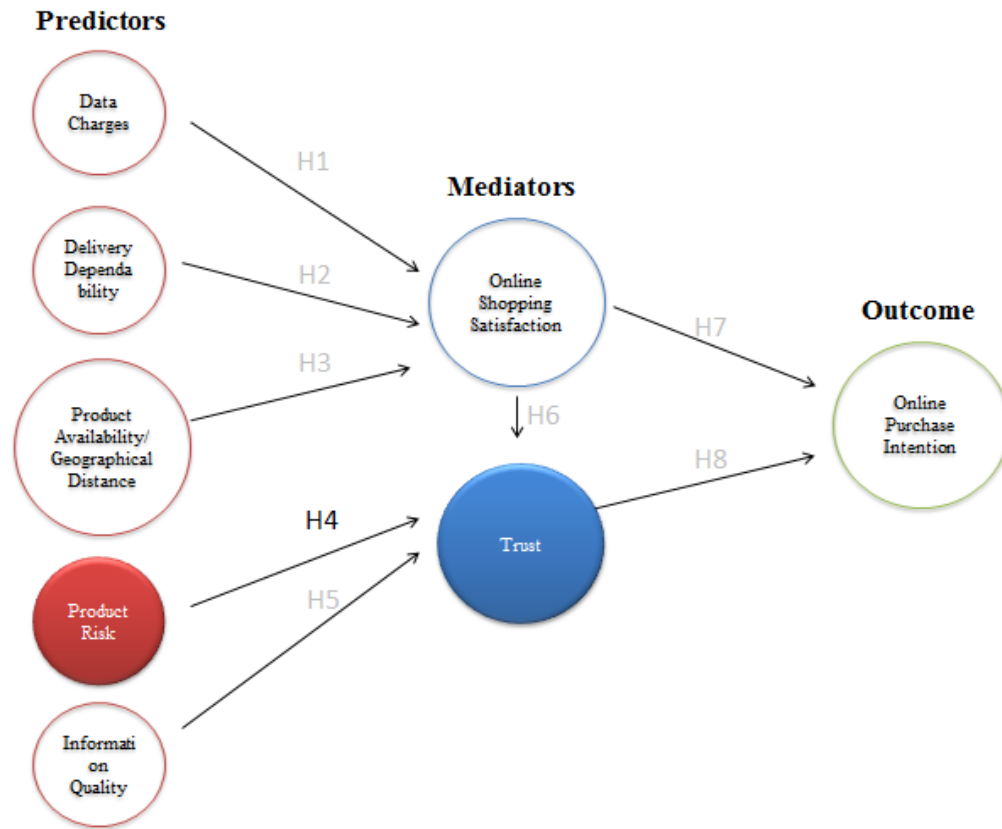 Predictors
Data
Charges
H1
Mediators
Delivery
Dependa
bility
H2
Online
Shopping
Satisfaction
Outcome
H7
H3
Product
Availability/
Geographical
Distance
H6
Online
Purchase
Intention
H8
H4
Trust
Product
Risk
H5
Informati
on
Quality